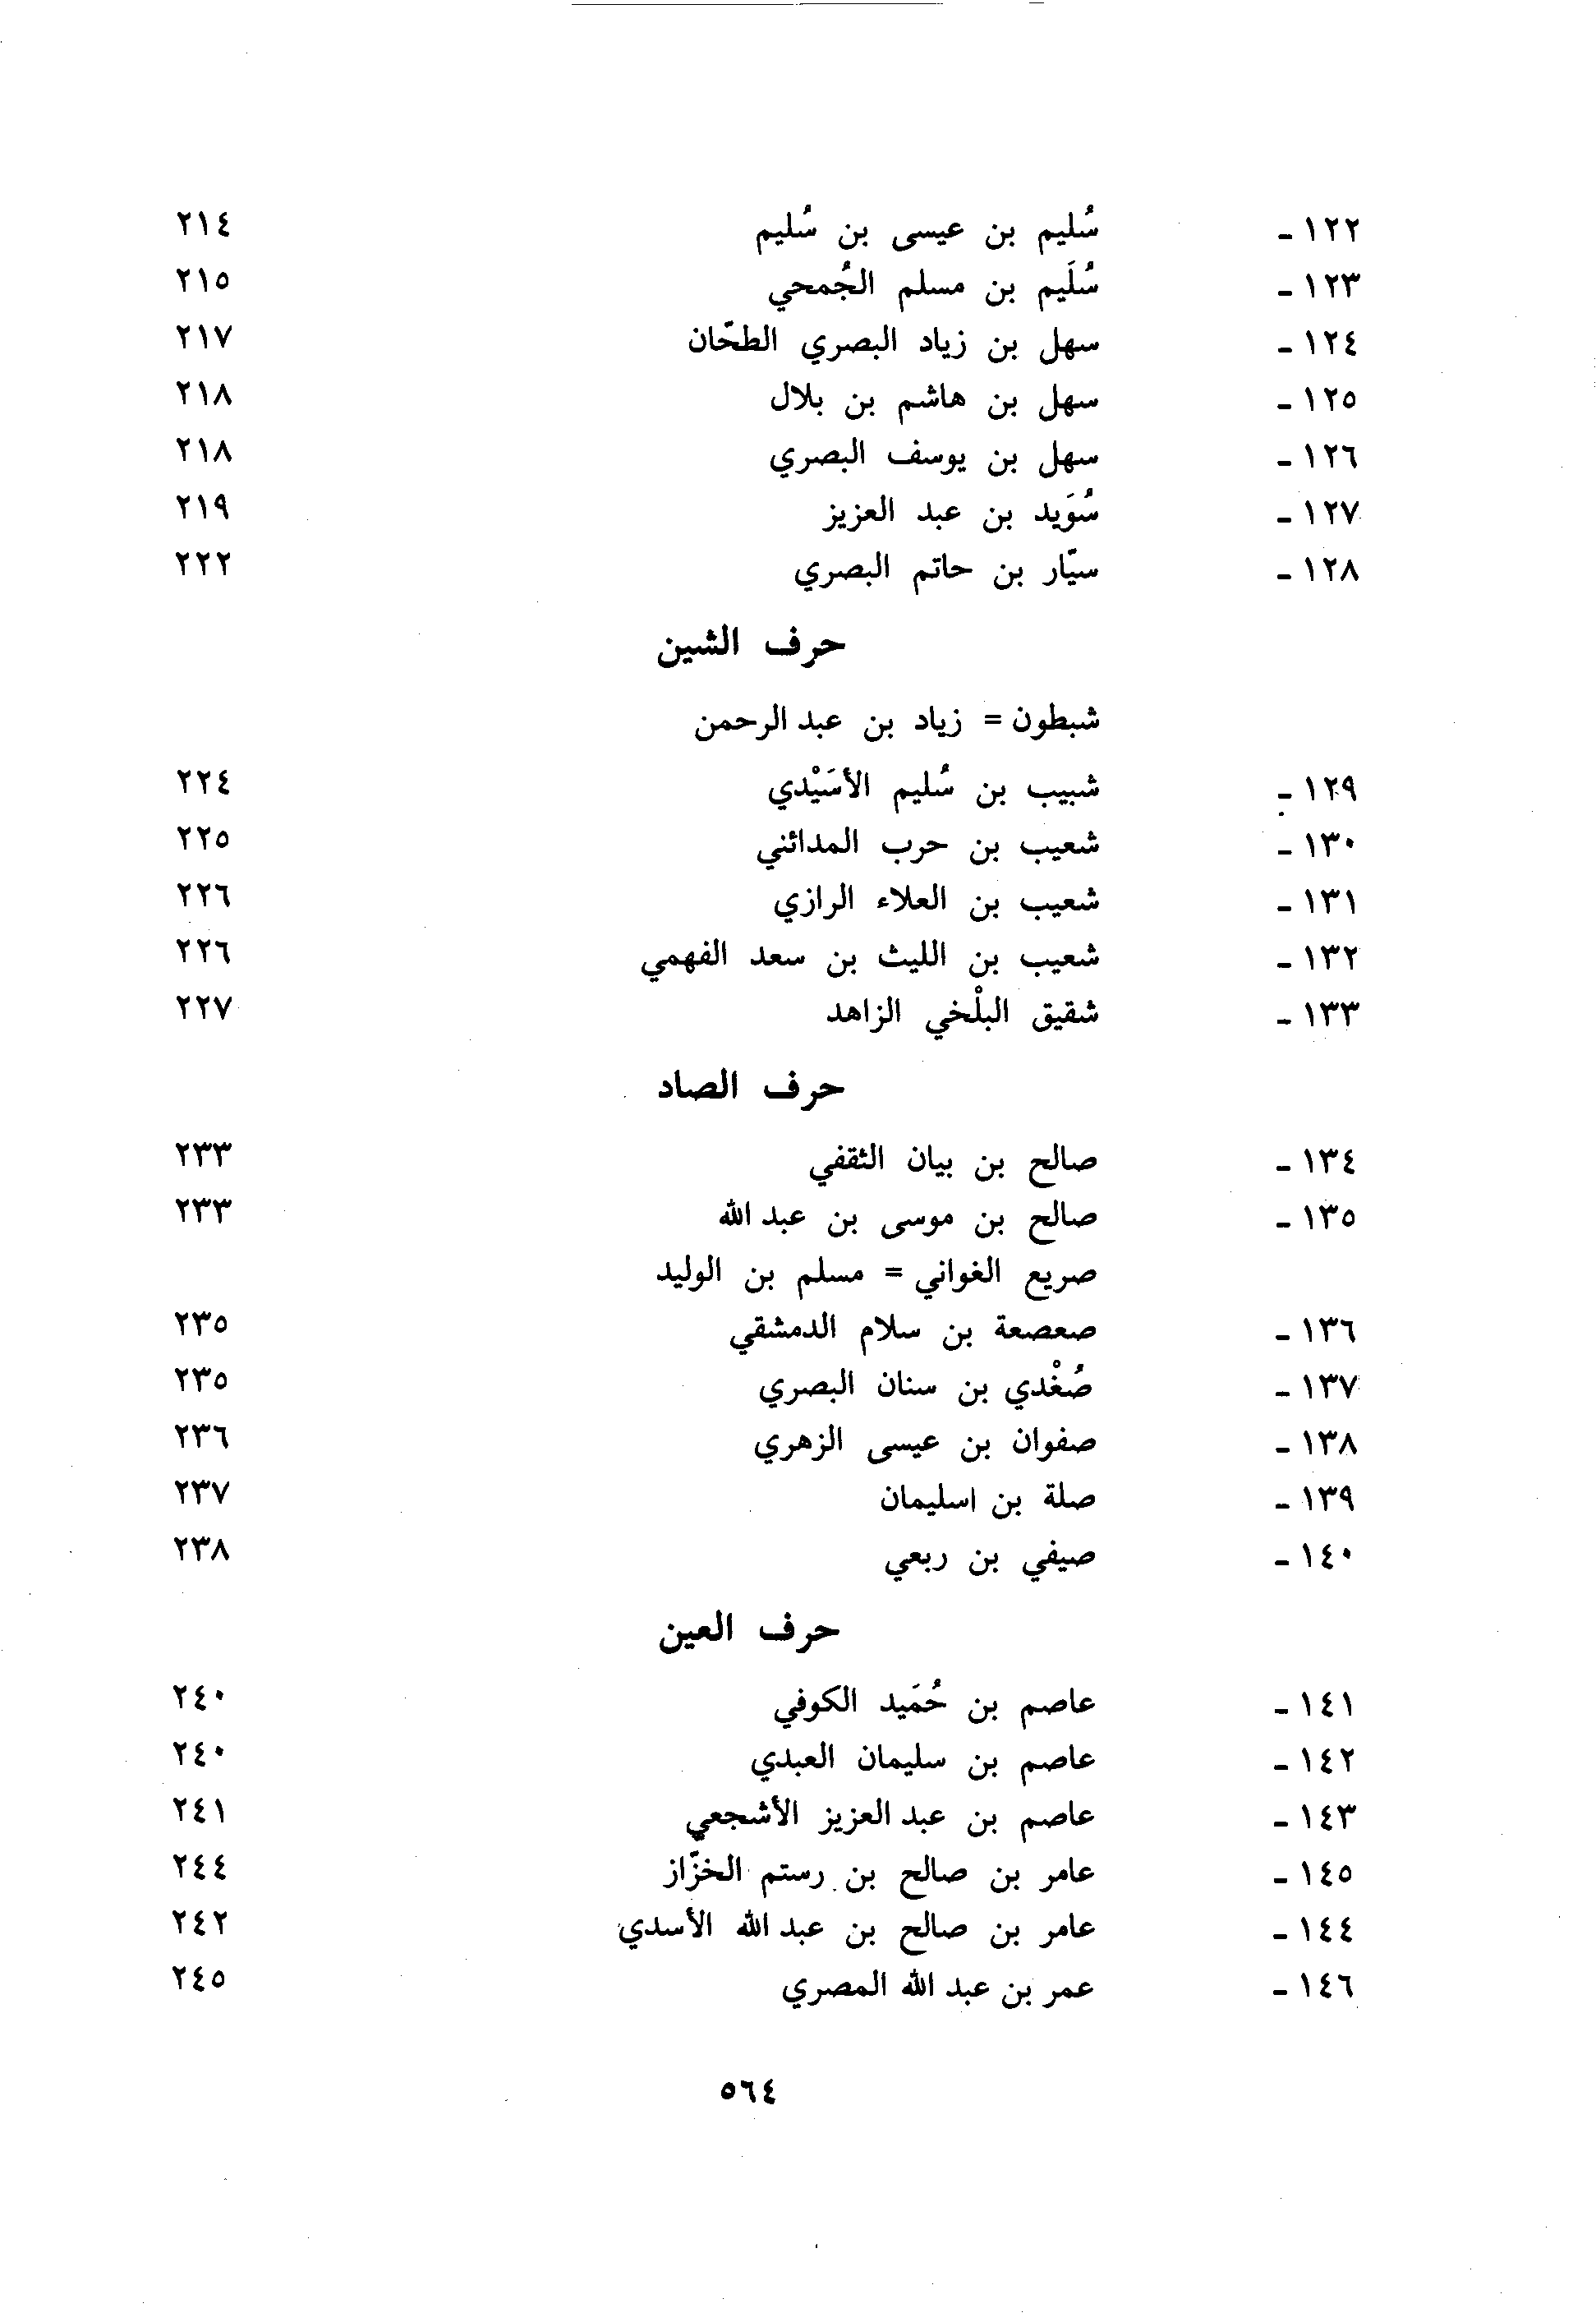 ١٢٢ - سُليم بن عيسى بن سُليم ٢١٤
١٢٣ - سُلَيم بن مسلم الجُمحي ٢١٥
١٢٤ - سهل بن زياد البصري الطحّان ٢١٧
١٢٥ - سهل بن هاشم بن بلال ٢١٨
١٢٦ - سهل بن يوسف البصري ٢١٨
١٢٧ - سُوَيد بن عبد العزيز ٢١٩
١٢٨ - سيّار بن حاتم البصري ٢٢٢
حرف الشين
شبطون = زياد بن عبد الرحمن
١٢٩ - شبيب بن سُليم الأسَيْدي ٢٢٤
١٣٠ - شعيب بن حرب المدائني ٢٢٥
١٣١ - شعيب بن العلاء الرازي ٢٢٦
١٣٢ - شعيب بن الليث بن سعد الفهمي ٢٢٦
١٣٣ - شقيق البلْخي الزاهد ٢٢٧
حرف الصاد
١٣٤ - صالح بن بيان الثقفي ٢٣٣
١٣٥ - صالح بن موسى بن عبد الله ٢٣٣
صريع الغواني = مسلم بن الوليد
١٣٦ - صعصعة بن سلام الدمشقي ٢٣٥
١٣٧ - صُغْدي بن سنان البصري ٢٣٥
١٣٨ - صفوان بن عيسى الزهري ٢٣٦
١٣٩ - صلة بن اسليمان ٢٣٧
١٤٠ - صيفي بن ربعي ٢٣٨
حرف العين
١٤١ - عاصم بن حُمَيد الكوفي ٢٤٠
١٤٢ - عاصم بن سليمان العبدي ٢٤٠
١٤٣ - عاصم بن عبد العزيز الأشجعي ٢٤١
١٤٥ - عامر بن صالح بن رستم الخزّاز ٢٤٤
١٤٤ - عامر بن صالح بن عبد الله الأسدي ٢٤٢
١٤٦ - عمر بن عبد الله المصري ٢٤٥
٥٦٤